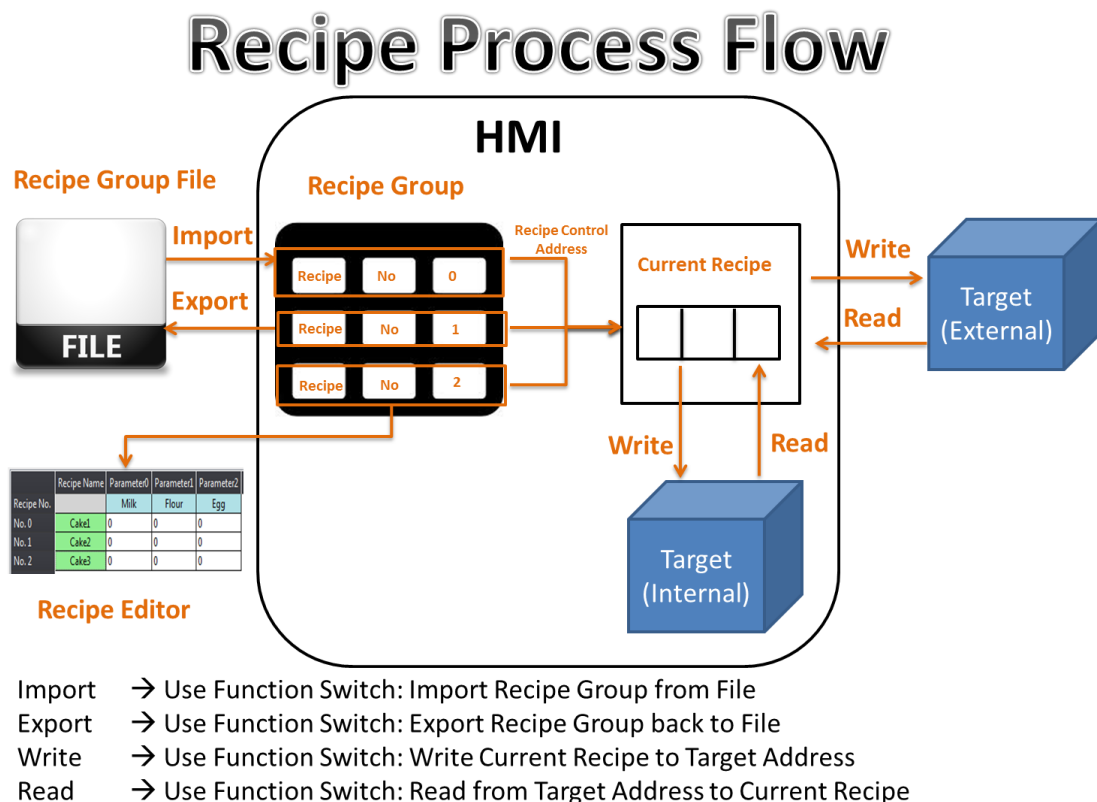 Recipe Process Flow
HMI
Recipe Group File
Recipe Group
Import
Export
FILE
Recipe No 0
Recipe No 1
Recipe No 2
Recipe Control
Address
Current Recipe
Write
Read
Target
(External)
Write
Read
Target
(Internal)
Recipe Name Parameter0 Parameter1 Parameter2
Recipe No. Milk Flour Egg
No. 0 Cake1 0 0 0
No. 1 Cake2 0 0 0
No. 2 Cake3 0 0 0
Recipe Editor
Import → Use Function Switch: Import Recipe Group from File
Export → Use Function Switch: Export Recipe Group back to File
Write → Use Function Switch: Write Current Recipe to Target Address
Read → Use Function Switch: Read from Target Address to Current Recipe